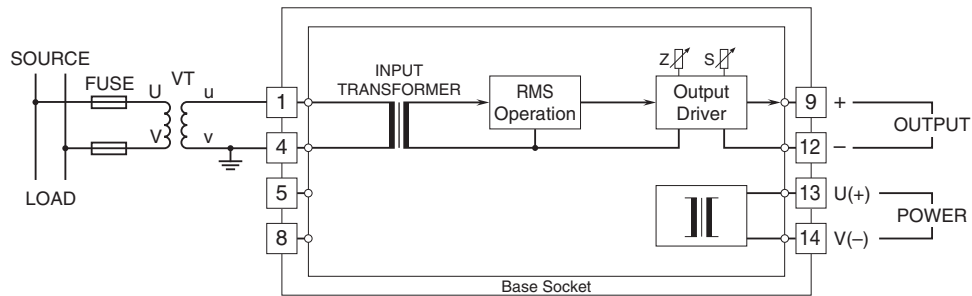 SOURCE
FUSE
U
VT
u
V
v
LOAD
1
4
5
8
INPUT
TRANSFORMER
RMS
Operation
Z
S
Output
Driver
9
+
12
–
OUTPUT
13
U(+)
14
V(–)
POWER
Base Socket